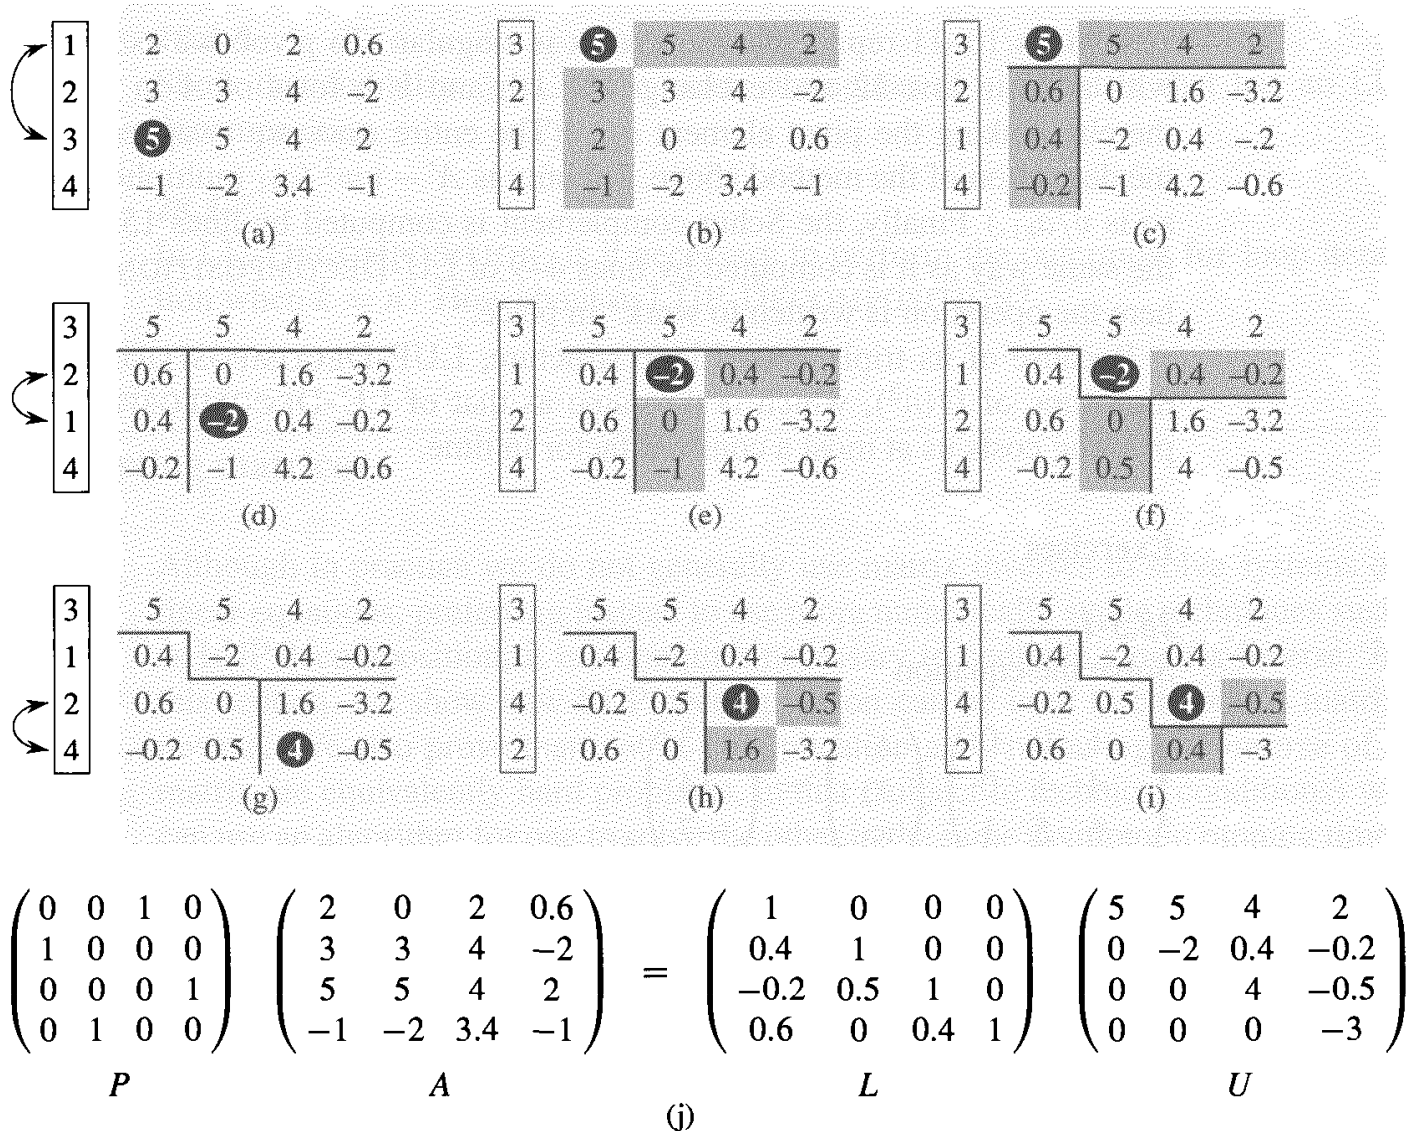 1 2 0 2 0.6 3 5 5 4 2 3 5 5 4 2
2 3 3 4 –2 2 3 3 4 –2 2 0.6 0 1.6 –3.2
3 5 5 4 2 1 2 0 2 0.6 1 0.4 –2 0.4 –.2
4 –1 –2 3.4 –1 4 –1 –2 3.4 –1 4 –0.2 –1 4.2 –0.6
(a) (b) (c)
3 5 5 4 2 3 5 5 4 2 3 5 5 4 2
2 0.6 0 1.6 –3.2 1 0.4 –2 0.4 –0.2 1 0.4 –2 0.4 –0.2
1 0.4 –2 0.4 –0.2 2 0.6 0 1.6 –3.2 2 0.6 0 1.6 –3.2
4 –0.2 –1 4.2 –0.6 4 –0.2 –1 4.2 –0.6 4 –0.2 0.5 4 –0.5
(d) (e) (f)
3 5 5 4 2 3 5 5 4 2 3 5 5 4 2
1 0.4 –2 0.4 –0.2 1 0.4 –2 0.4 –0.2 1 0.4 –2 0.4 –0.2
2 0.6 0 1.6 –3.2 4 –0.2 0.5 4 –0.5 4 –0.2 0.5 4 –0.5
4 –0.2 0.5 4 –0.5 2 0.6 0 1.6 –3.2 2 0.6 0 0.4 –3
(g) (h) (i)
0 0 1 0 2 0 2 0.6 1 0 0 0 5 5 4 2
1 0 0 0 3 3 4 −2 0.4 1 0 0 0 −2 0.4 −0.2
0 0 0 1 5 5 4 2 = −0.2 0.5 1 0 0 0 4 −0.5
0 1 0 0 −1 −2 3.4 −1 0.6 0 0.4 1 0 0 0 −3
P A L U
(j)